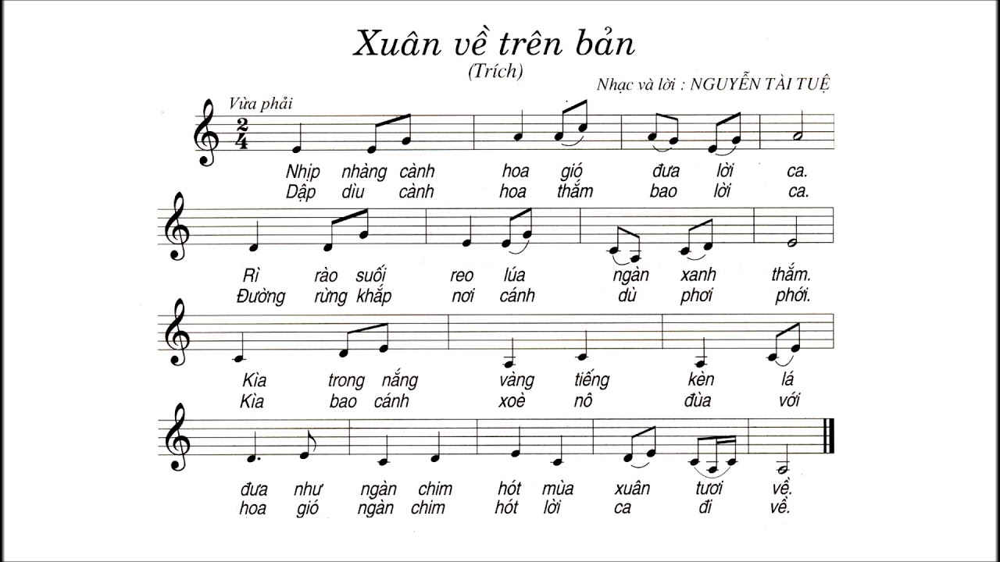 Xuân về trên bản
(Trích)
Nhạc và lời : NGUYỄN TÀI TUỆ
Vừa phải
2
4
Nhịp nhàng cành hoa gió đưa lời ca.
Dập dìu cành hoa thắm bao lời ca.
Rì rào suối reo lúa ngàn xanh thắm.
Đường rừng khắp nơi cánh dù phơi phới.
Kìa trong nắng vàng tiếng kèn lá
Kìa bao cánh xoè nô đùa với
đưa như ngàn chim hót mùa xuân tươi về.
hoa gió ngàn chim hót lời ca đi về.